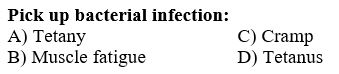 Pick up bacterial infection:
A) Tetany C) Cramp
B) Muscle fatigue D) Tetanus